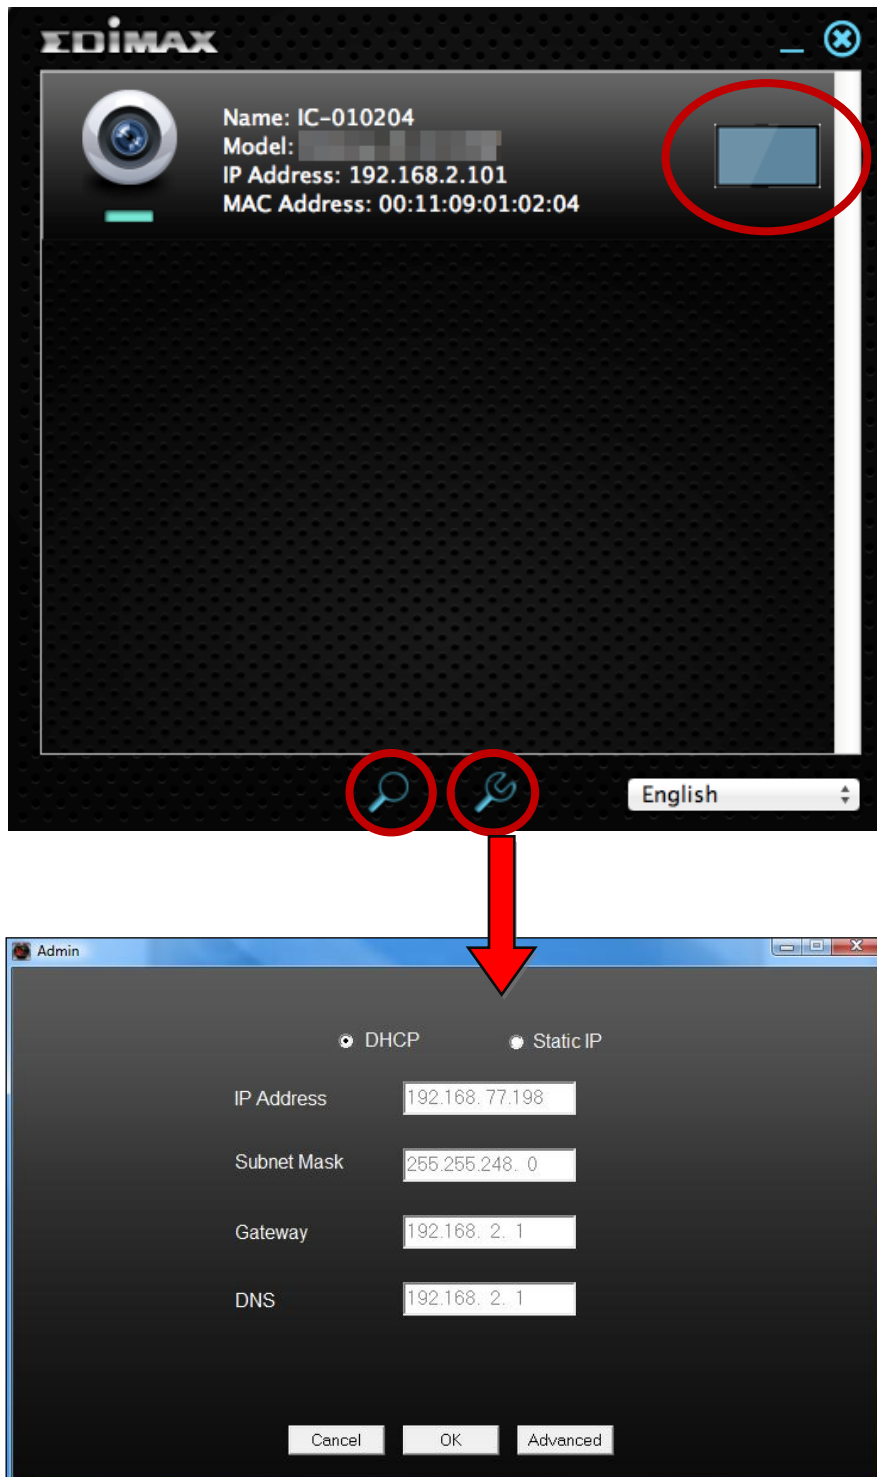 EDIMAX
Name: IC-010204
Model:
IP Address: 192.168.2.101
MAC Address: 00:11:09:01:02:04
English
Admin
DHCP Static IP
IP Address 192.168. 77.198
Subnet Mask 255.255.248. 0
Gateway 192.168. 2. 1
DNS 192.168. 2. 1
Cancel OK Advanced